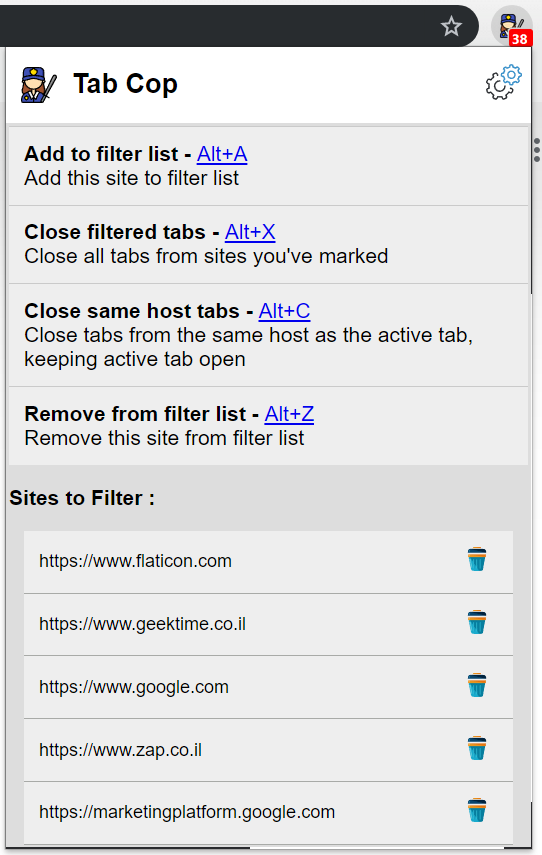 38
Tab Cop
Add to filter list - Alt+A
Add this site to filter list
Close filtered tabs - Alt+X
Close all tabs from sites you've marked
Close same host tabs - Alt+C
Close tabs from the same host as the active tab,
keeping active tab open
Remove from filter list - Alt+Z
Remove this site from filter list
Sites to Filter :
https://www.flaticon.com
https://www.geektime.co.il
https://www.google.com
https://www.zap.co.il
https://marketingplatform.google.com